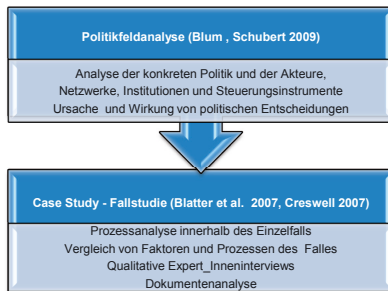 Politikfeldanalyse (Blum , Schubert 2009)
Analyse der konkreten Politik und der Akteure,
Netzwerke, Institutionen und Steuerungsinstrumente
Ursache und Wirkung von politischen Entscheidungen
Case Study - Fallstudie (Blatter et al. 2007, Creswell 2007)
Prozessanalyse innerhalb des Einzelfalls
Vergleich von Faktoren und Prozessen des Falles
Qualitative Expert_Inneninterviews
Dokumentenanalyse